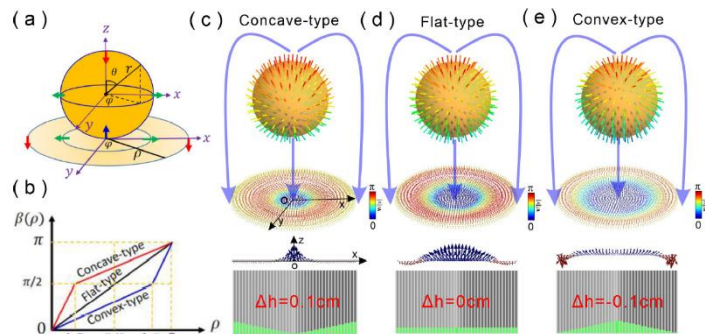 (a)
z
θ
r
φ
x
y
x
φ
y
ρ
(b)
β(ρ)
π
π/2
0
Concave-type
Flat-type
Convex-type
ρ
(c) Concave-type
(d) Flat-type
(e) Convex-type
π
0
π
0
π
0
o
x
y
z
x
o
Δh=0.1cm
Δh=0cm
Δh=-0.1cm